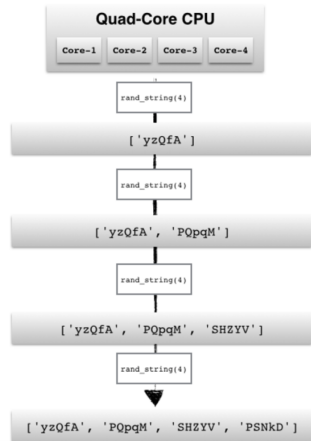 Quad-Core CPU
Core-1 Core-2 Core-3 Core-4
rand_string(4)
['yzQfA']
rand_string(4)
['yzQfA', 'PQpqM']
rand_string(4)
['yzQfA', 'PQpqM', 'SHZYV']
rand_string(4)
['yzQfA', 'PQpqM', 'SHZYV', 'PSNkD']